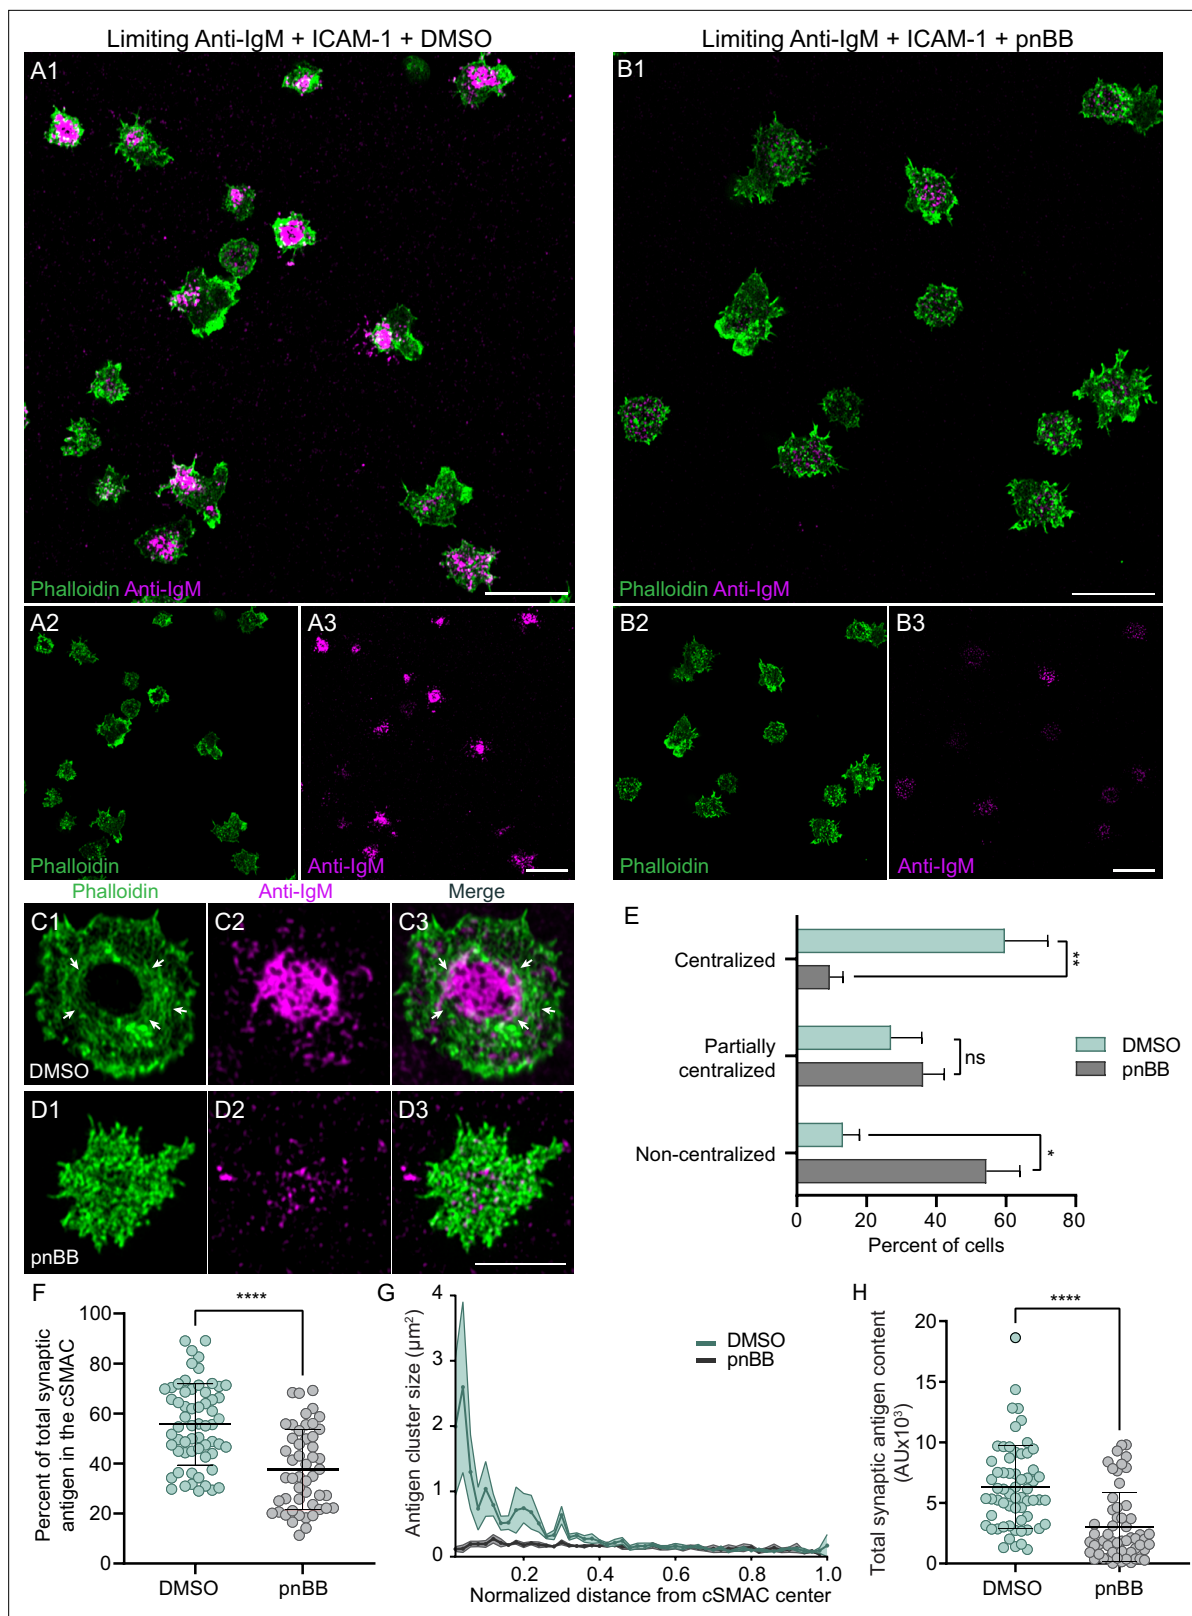 Limiting Anti-IgM + ICAM-1 + DMSO
Limiting Anti-IgM + ICAM-1 + pnBB
A1
Phalloidin Anti-IgM
B1
Phalloidin Anti-IgM
A2
Phalloidin
A3
Anti-IgM
B2
Phalloidin
B3
Anti-IgM
Phalloidin
Anti-IgM
Merge
C1
DMSO
C2
C3
D1
pnBB
D2
D3
E
Centralized
Partially
centralized
Non-centralized
**
ns
*
DMSO
pnBB
0 20 40 60 80
Percent of cells
F
****
Percent of total synaptic
antigen in the cSMAC
100
80
60
40
20
0
DMSO pnBB
G
Antigen cluster size (µm²)
4
3
2
1
0
DMSO
pnBB
0.2 0.4 0.6 0.8 1.0
Normalized distance from cSMAC center
H
****
Total synaptic antigen content
(AUx10³)
20
15
10
5
0
DMSO pnBB